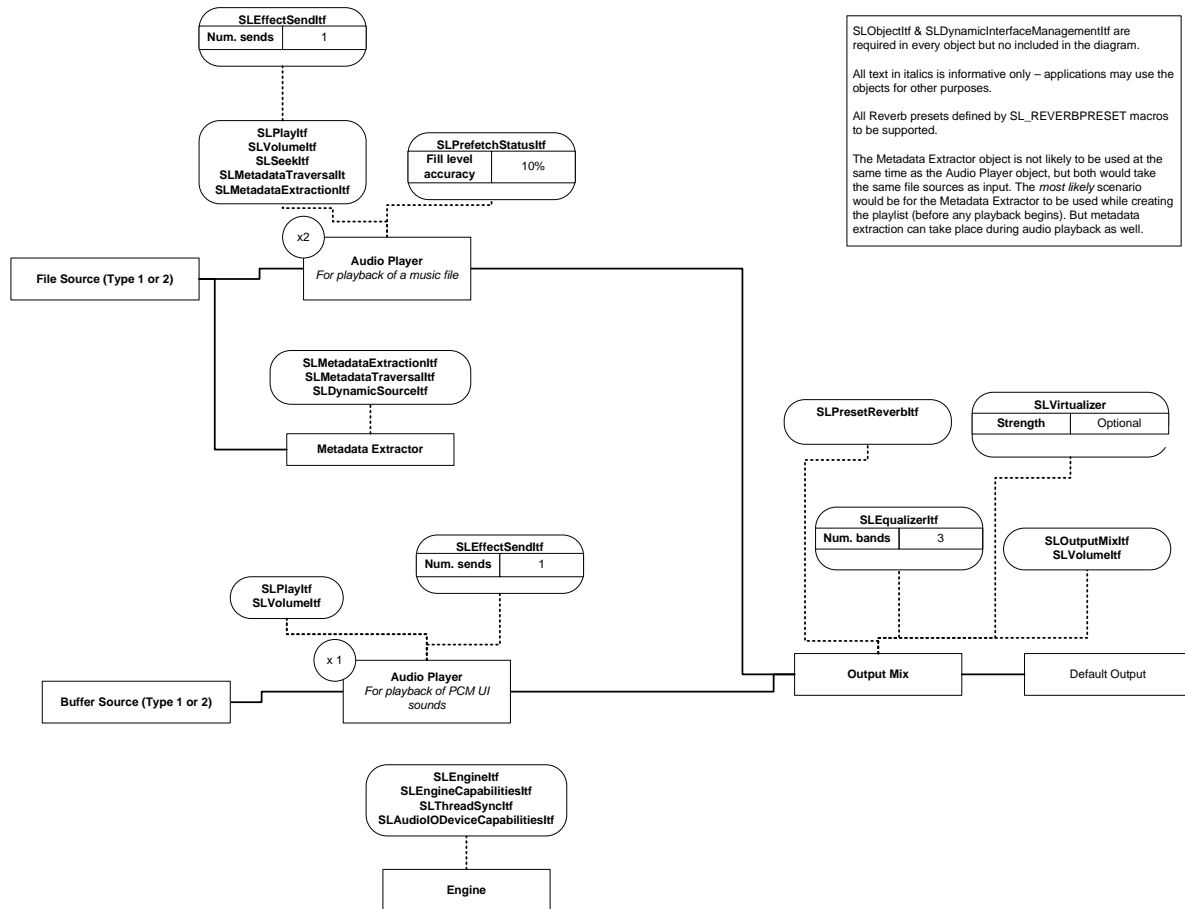 SLEffectSendItf
Num. sends 1
SLObjectItf & SLDynamicInterfaceManagementItf are
required in every object but no included in the diagram.
All text in italics is informative only – applications may use the
objects for other purposes.
All Reverb presets defined by SL_REVERBPRESET macros
to be supported.
The Metadata Extractor object is not likely to be used at the
same time as the Audio Player object, but both would take
the same file sources as input. The most likely scenario
would be for the Metadata Extractor to be used while creating
the playlist (before any playback begins). But metadata
extraction can take place during audio playback as well.
SLPlayItf
SLVolumeItf
SLSeekItf
SLMetadataTraversalIt
SLMetadataExtractionItf
SLPrefetchStatusItf
Fill level
accuracy 10%
x2
Audio Player
For playback of a music file
File Source (Type 1 or 2)
SLMetadataExtractionItf
SLMetadataTraversalItf
SLDynamicSourceItf
Metadata Extractor
SLPresetReverbItf
SLVirtualizer
Strength Optional
SLEqualizerItf
Num. bands 3
SLOutputMixItf
SLVolumeItf
SLEffectSendItf
Num. sends 1
SLPlayItf
SLVolumeItf
x 1
Audio Player
For playback of PCM UI
sounds
Buffer Source (Type 1 or 2)
Output Mix
Default Output
SLEngineItf
SLEngineCapabilitiesItf
SLThreadSyncItf
SLAudioIODeviceCapabilitiesItf
Engine